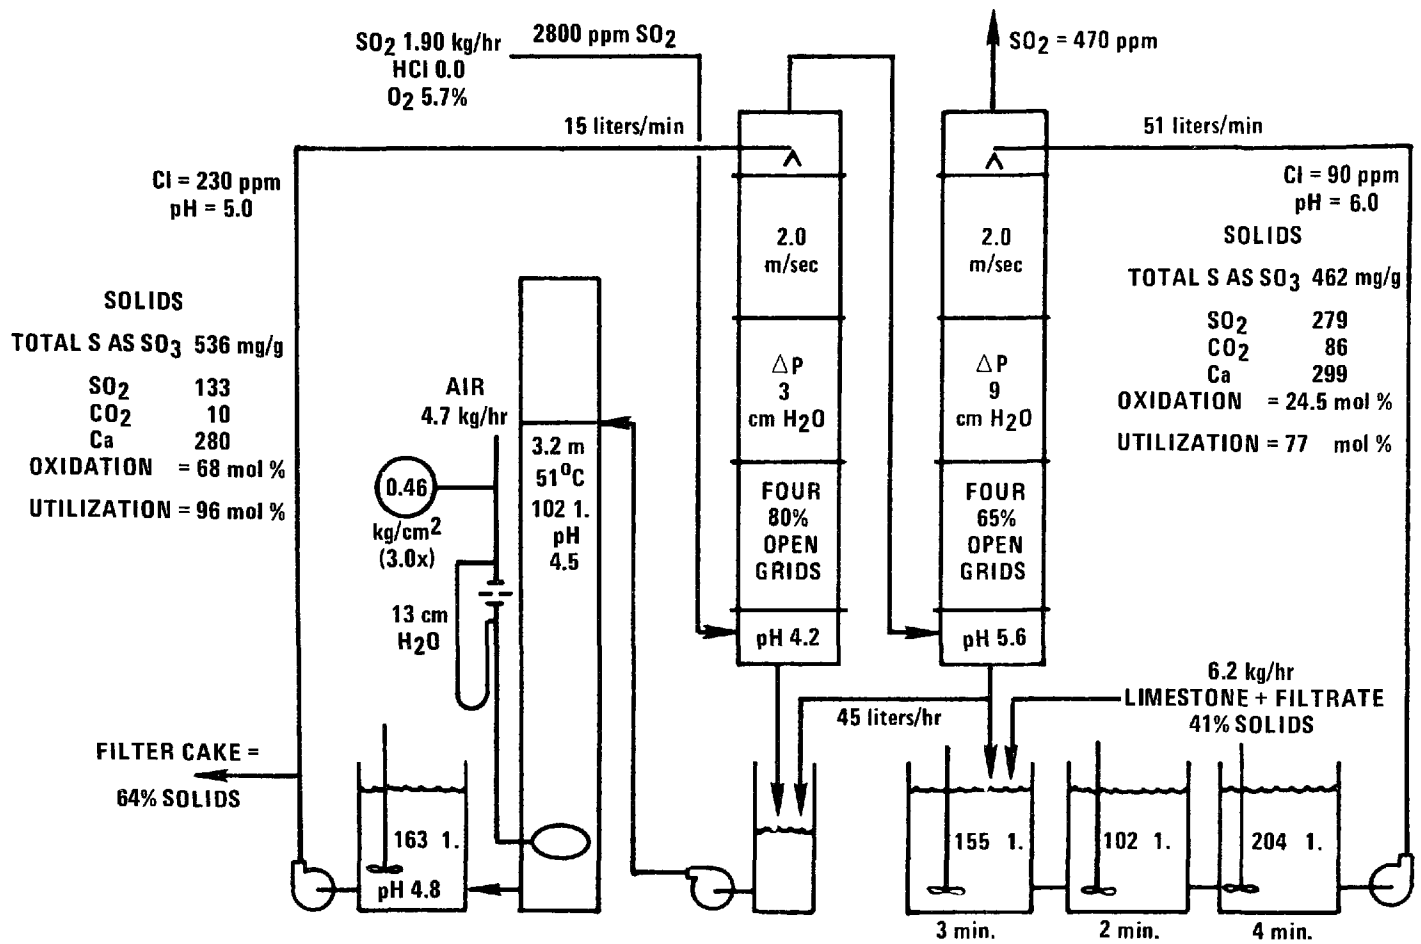 SO2 1.90 kg/hr
HCl 0.0
O2 5.7%
2800 ppm SO2
SO2 = 470 ppm
15 liters/min
51 liters/min
Cl = 230 ppm
pH = 5.0
Cl = 90 ppm
pH = 6.0
SOLIDS
TOTAL S AS SO3 536 mg/g
SO2 133
CO2 10
Ca 280
OXIDATION = 68 mol %
UTILIZATION = 96 mol %
SOLIDS
TOTAL S AS SO3 462 mg/g
SO2 279
CO2 86
Ca 299
OXIDATION = 24.5 mol %
UTILIZATION = 77 mol %
AIR
4.7 kg/hr
0.46
kg/cm2
(3.0x)
13 cm
H2O
3.2 m
51oC
102 1.
pH
4.5
2.0
m/sec
△P
3
cm H2O
FOUR
80%
OPEN
GRIDS
pH 4.2
2.0
m/sec
△P
9
cm H2O
FOUR
65%
OPEN
GRIDS
pH 5.6
45 liters/hr
6.2 kg/hr
LIMESTONE + FILTRATE
41% SOLIDS
FILTER CAKE =
64% SOLIDS
163 1.
pH 4.8
155 1.
102 1.
204 1.
3 min.
2 min.
4 min.